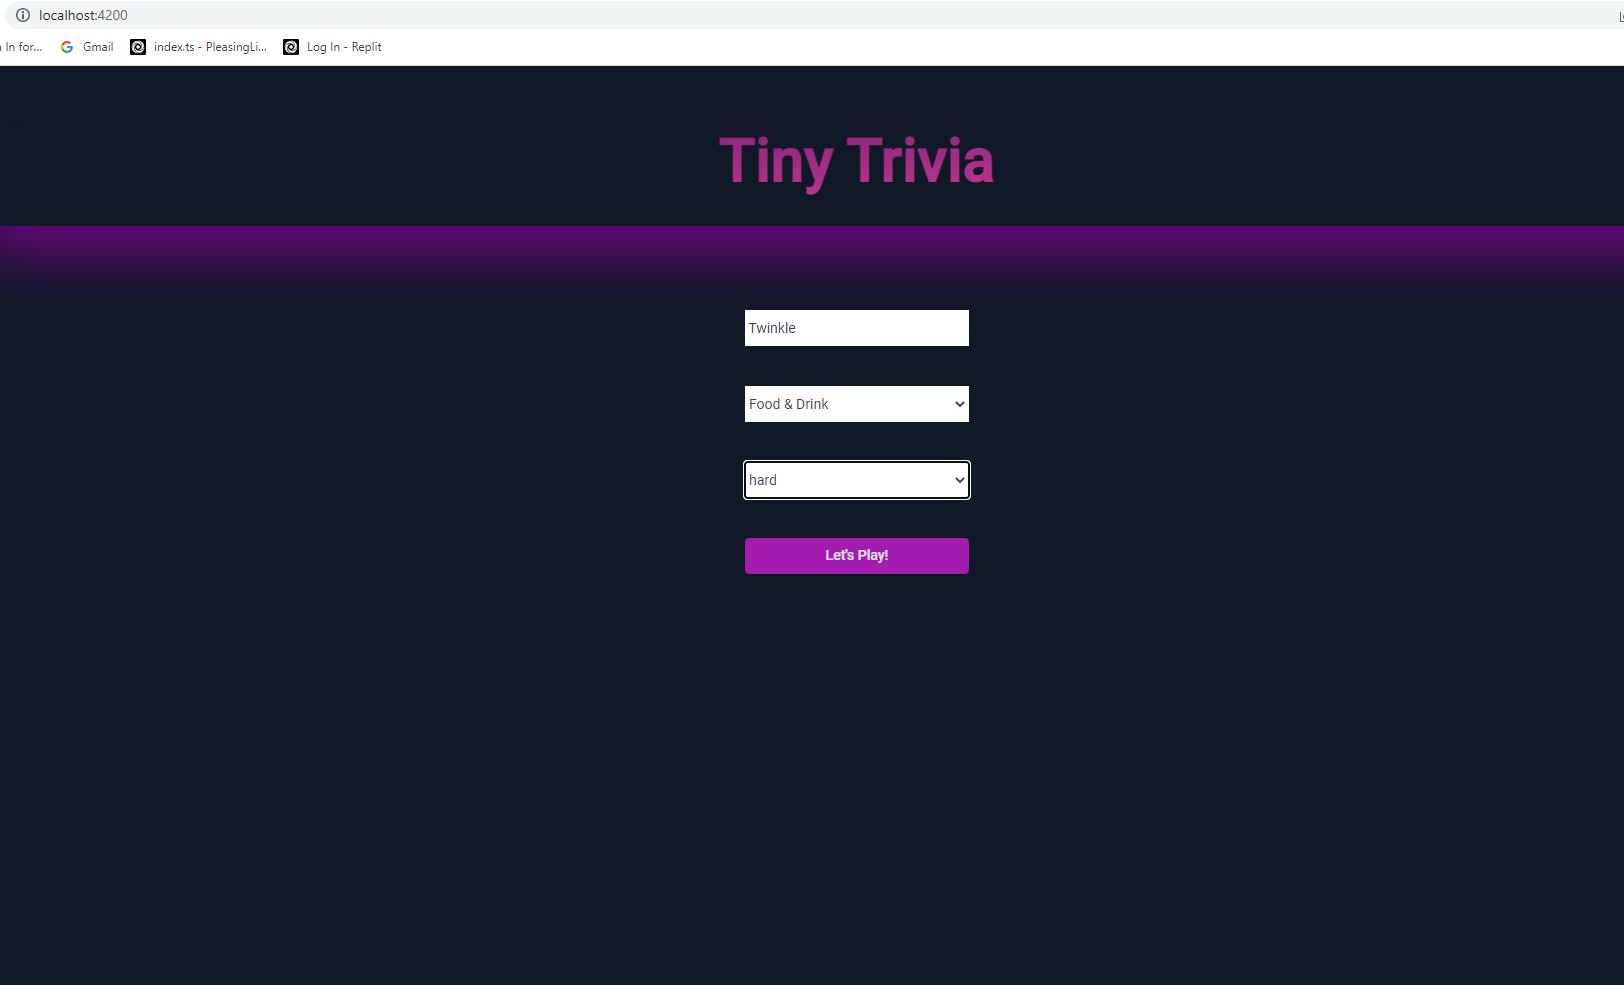 localhost:4200
In for... Gmail index.ts - PleasingLi... Log In - Replit
Tiny Trivia
Twinkle
Food & Drink
hard
Let's Play!